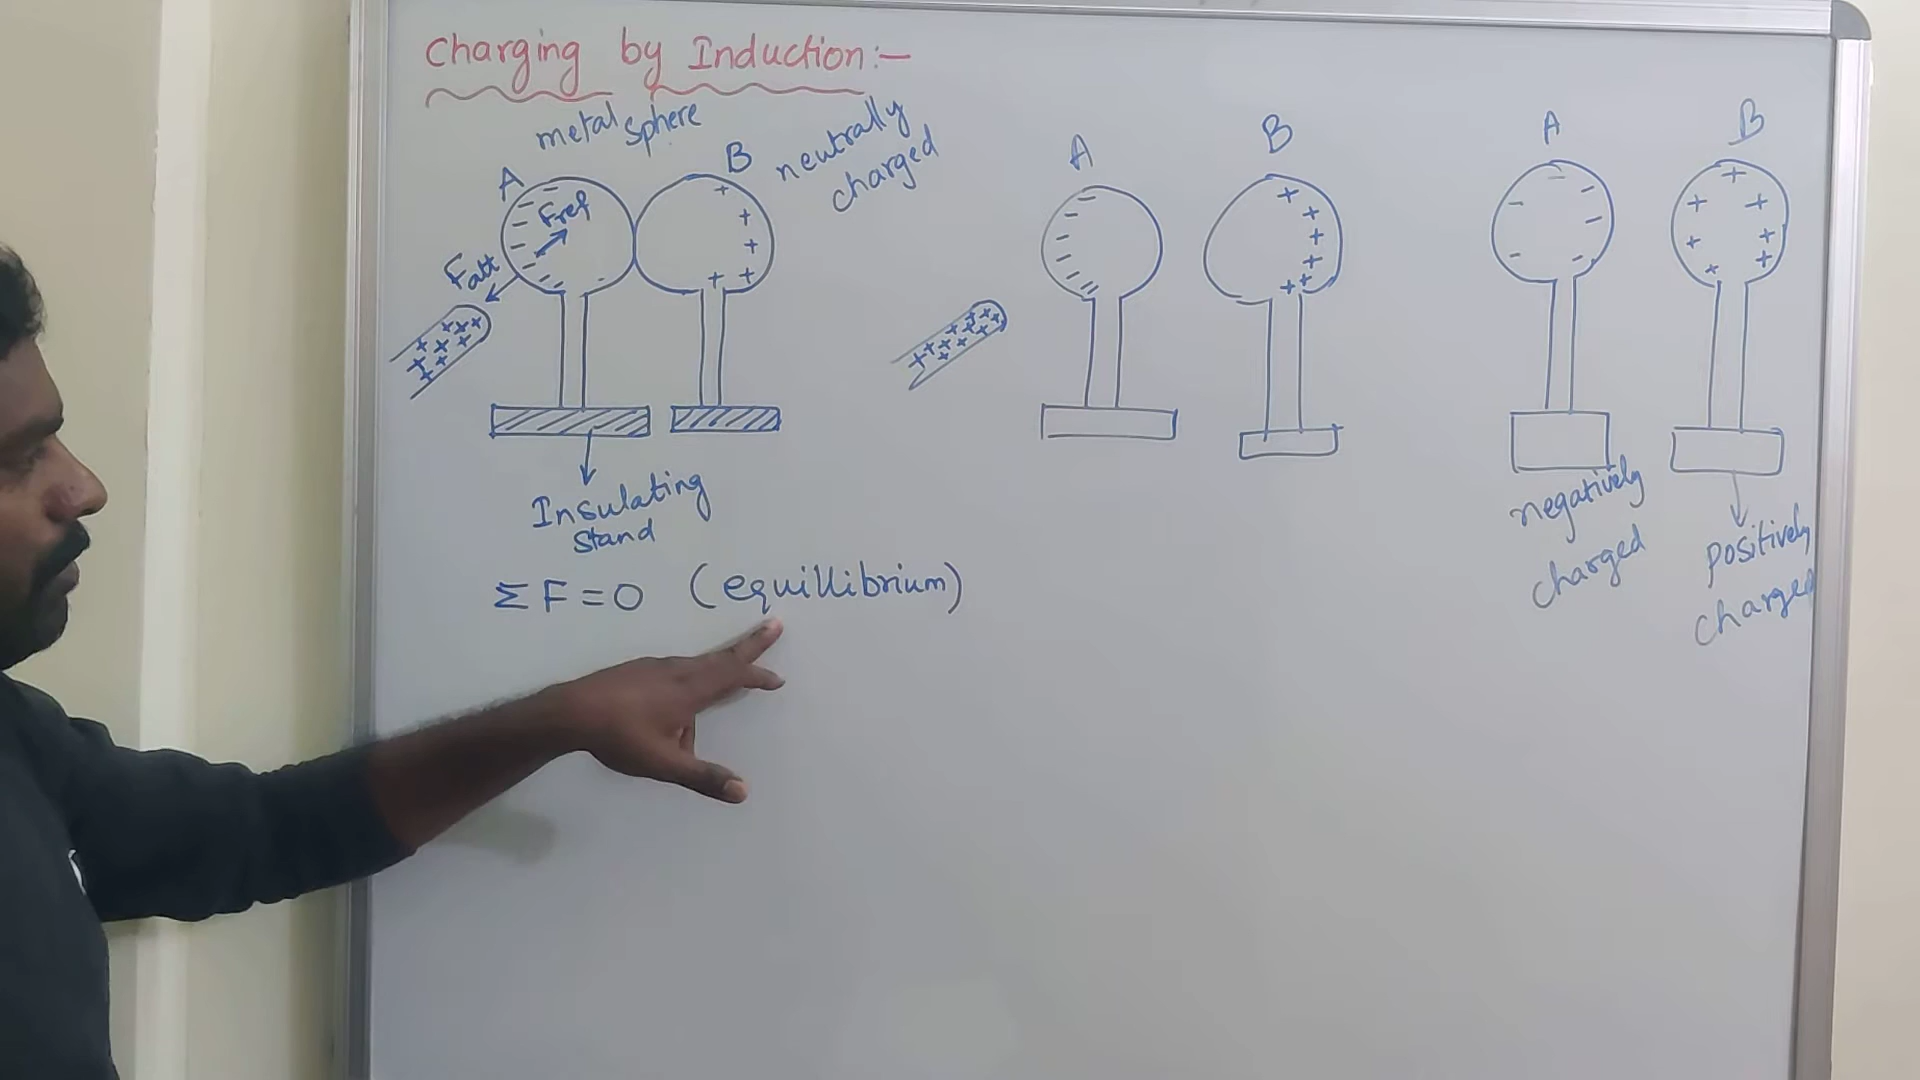 Charging by Induction:-
metal sphere
neutrally
charged
A
B
Fref
Fatt
Insulating
stand
ΣF=0 (equillibrium)
A
B
A
B
negatively
charged
positively
charged